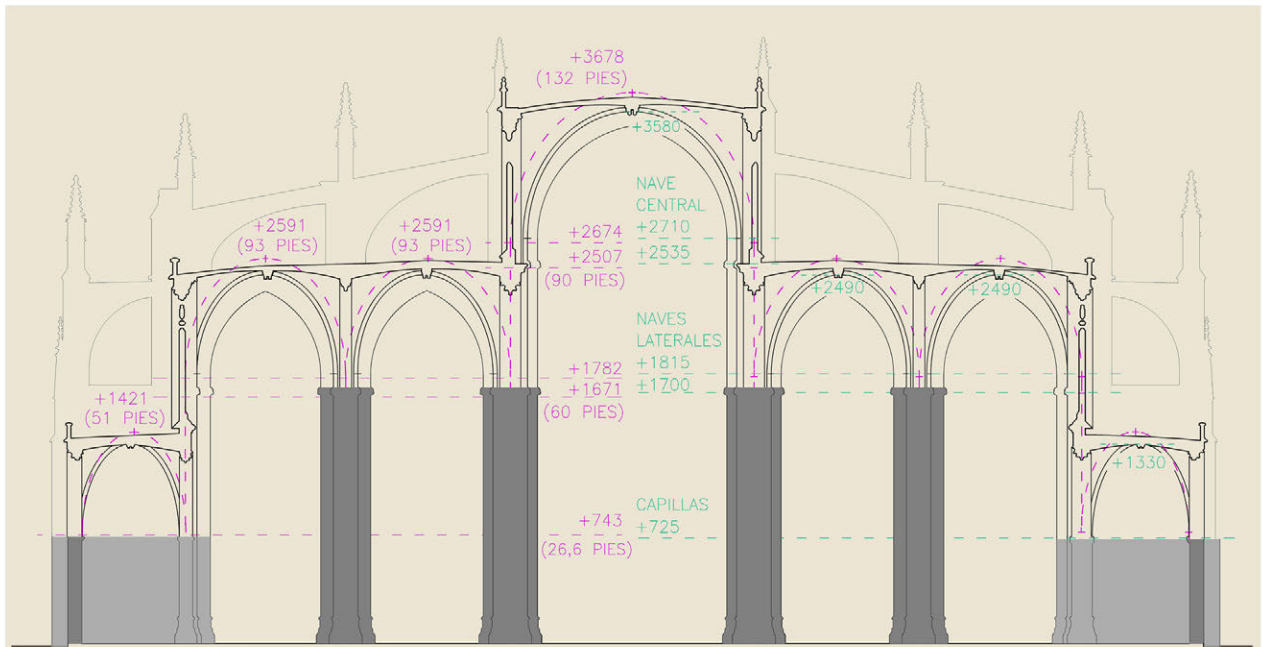 +3678
(132 PIES)
+3580
NAVE
CENTRAL
+2710
+2535
+2591
(93 PIES)
+2591
(93 PIES)
+2674
+2507
(90 PIES)
+2490
+2490
NAVES
LATERALES
+1815
+1700
+1782
+1671
(60 PIES)
+1421
(51 PIES)
+1330
CAPILLAS
+725
+743
(26,6 PIES)